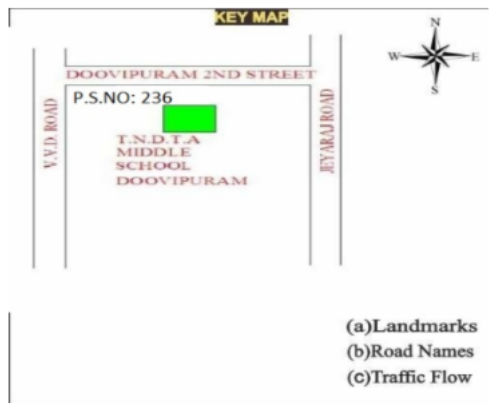 KEY MAP
N
W
E
S
DOOVIPURAM 2ND STREET
P.S.NO: 236
V.V.D. ROAD
JEYARAJ ROAD
T.N.D.T.A
MIDDLE
SCHOOL
DOOVIPURAM
(a)Landmarks
(b)Road Names
(c)Traffic Flow